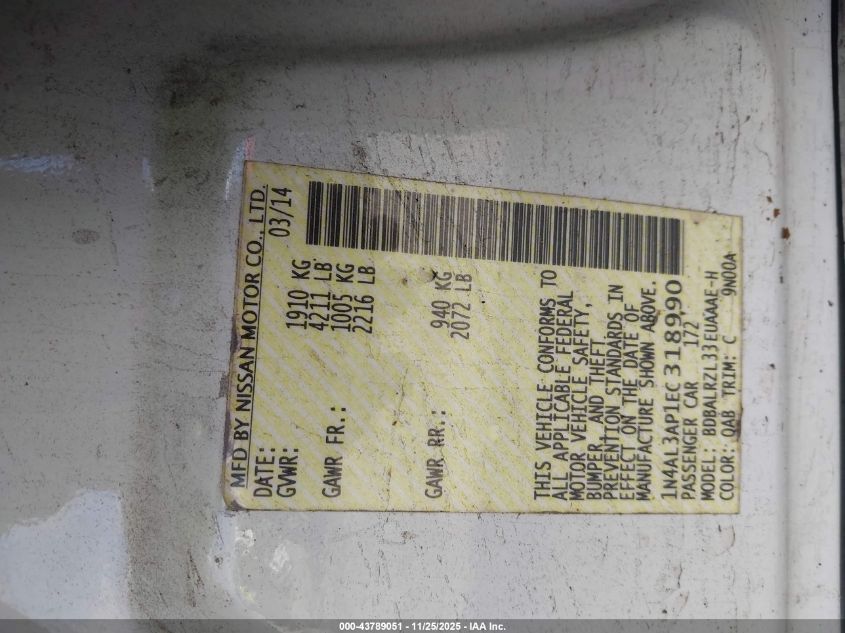 MFD BY NISSAN MOTOR CO., LTD.
DATE: 03/14
GVWR: 1910 KG
4211 LB
GAWR FR.: 1005 KG
2216 LB
GAWR RR.: 940 KG
2072 LB
THIS VEHICLE CONFORMS TO
ALL APPLICABLE FEDERAL
MOTOR VEHICLE SAFETY,
BUMPER, AND THEFT
PREVENTION STANDARDS IN
EFFECT ON THE DATE OF
MANUFACTURE SHOWN ABOVE.
1N4AL3AP1EC318990
PASSENGER CAR 172
MODEL: BDBALRZL33EUAAAE-H
COLOR: QAB TRIM: C 9N00A
000-43789051 - 11/25/2025 - IAA Inc.